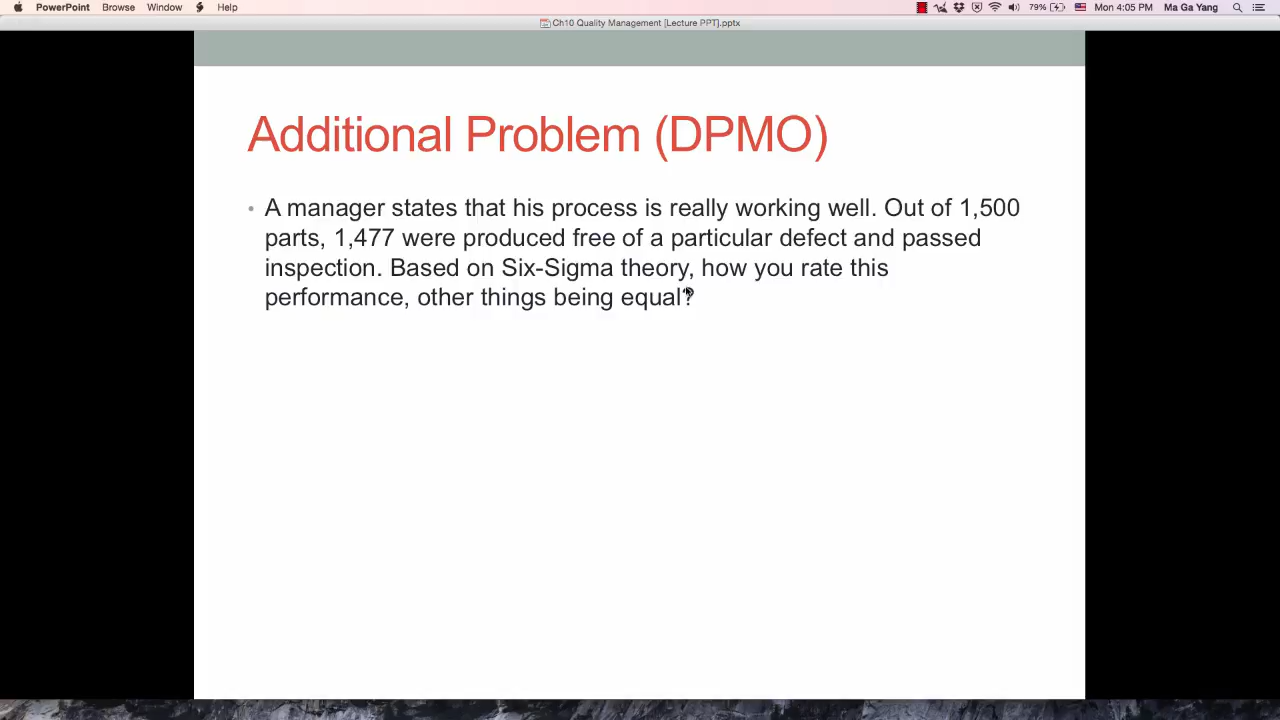 PowerPoint Browse Window Help 79% Mon 4:05 PM Ma Ga Yang
Ch10 Quality Management [Lecture PPT].pptx
Additional Problem (DPMO)
• A manager states that his process is really working well. Out of 1,500
parts, 1,477 were produced free of a particular defect and passed
inspection. Based on Six-Sigma theory, how you rate this
performance, other things being equal?